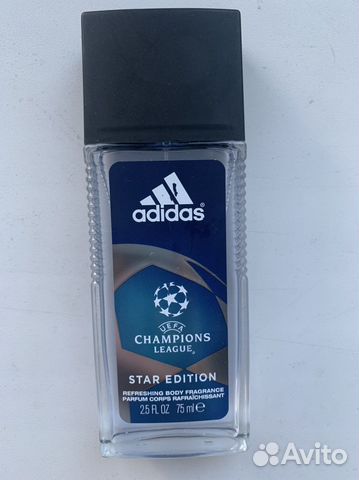 adidas
UEFA
CHAMPIONS
LEAGUE®
STAR EDITION
REFRESHING BODY FRAGRANCE
PARFUM CORPS RAFRAÎCHISSANT
2.5 FL OZ 75 ml ℮
Avito